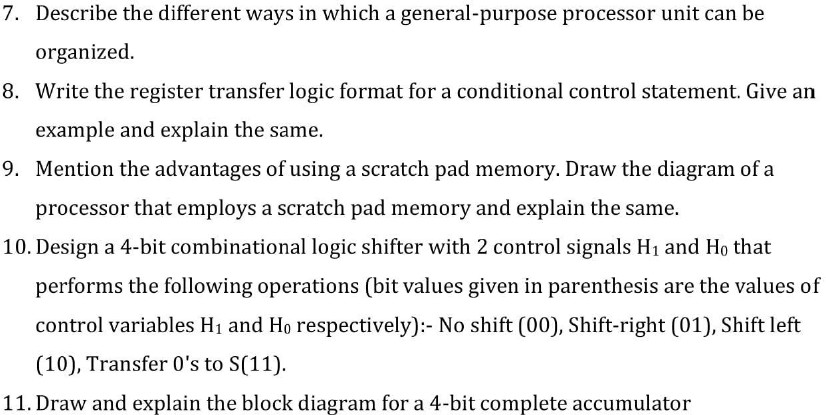 7. Describe the different ways in which a general-purpose processor unit can be
organized.
8. Write the register transfer logic format for a conditional control statement. Give an
example and explain the same.
9. Mention the advantages of using a scratch pad memory. Draw the diagram of a
processor that employs a scratch pad memory and explain the same.
10. Design a 4-bit combinational logic shifter with 2 control signals H₁ and H₀ that
performs the following operations (bit values given in parenthesis are the values of
control variables H₁ and H₀ respectively):- No shift (00), Shift-right (01), Shift left
(10), Transfer 0's to S(11).
11. Draw and explain the block diagram for a 4-bit complete accumulator